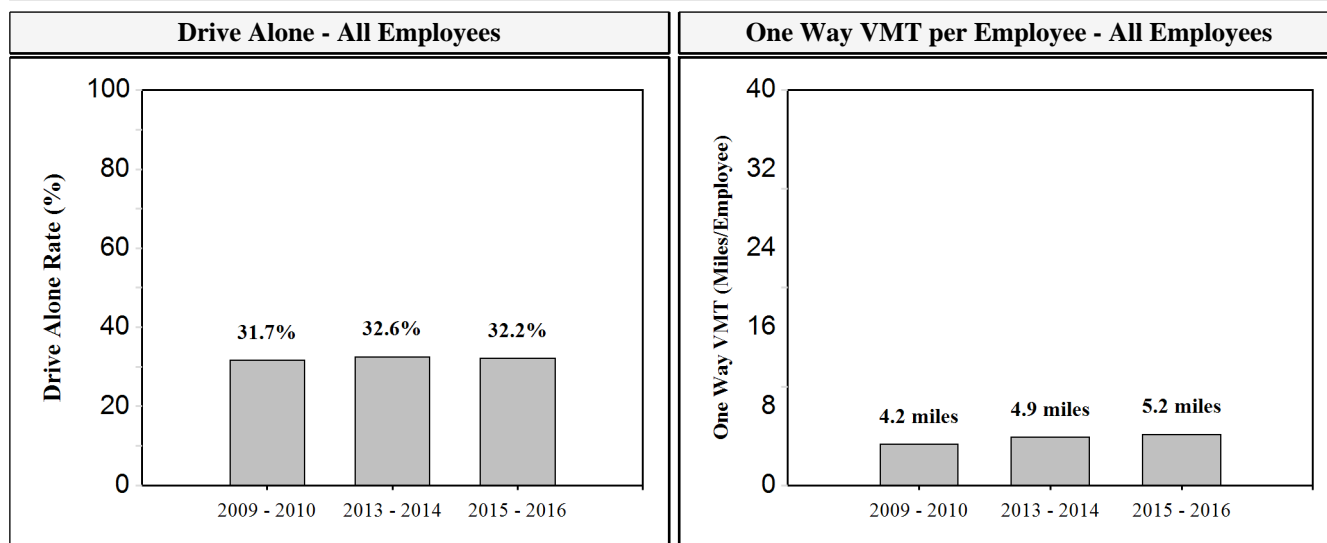 Drive Alone - All Employees
One Way VMT per Employee - All Employees
Drive Alone Rate (%)
100
80
60
40
20
0
31.7%
32.6%
32.2%
2009 - 2010
2013 - 2014
2015 - 2016
One Way VMT (Miles/Employee)
40
32
24
16
8
0
4.2 miles
4.9 miles
5.2 miles
2009 - 2010
2013 - 2014
2015 - 2016